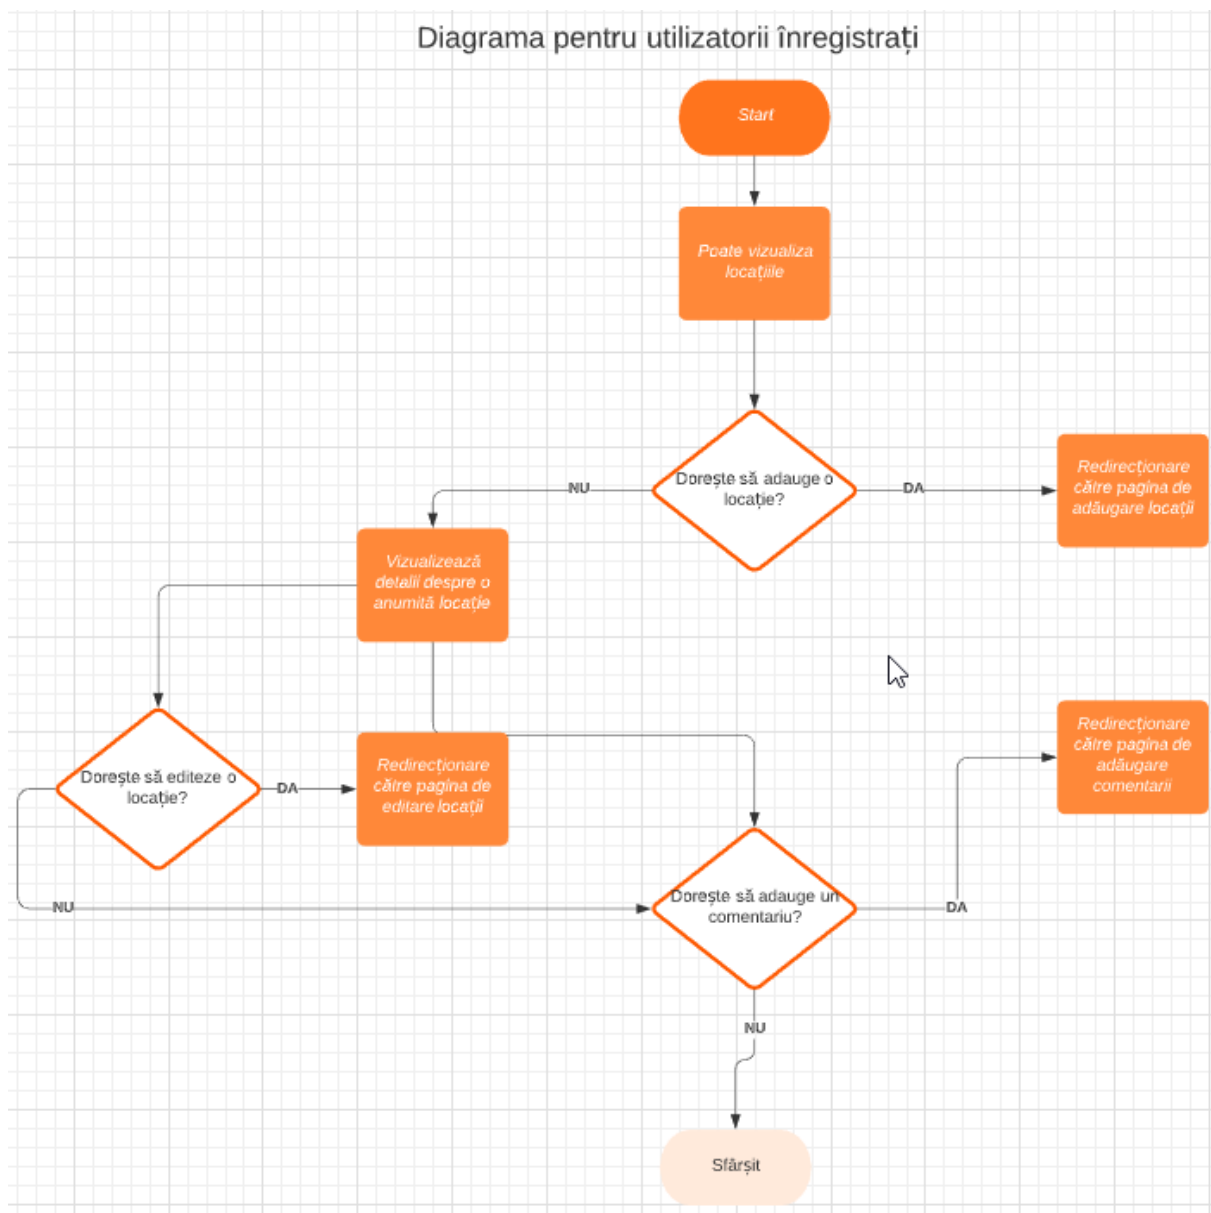 Diagrama pentru utilizatorii înregistrați
Start
Poate vizualiza
locațiile
Dorește să adauge o
locație?
NU
DA
Redirecționare
către pagina de
adăugare locații
Vizualizează
detalii despre o
anumită locație
Dorește să editeze o
locație?
DA
Redirecționare
către pagina de
editare locații
Redirecționare
către pagina de
adăugare
comentarii
NU
Dorește să adauge un
comentariu?
DA
NU
Sfârșit